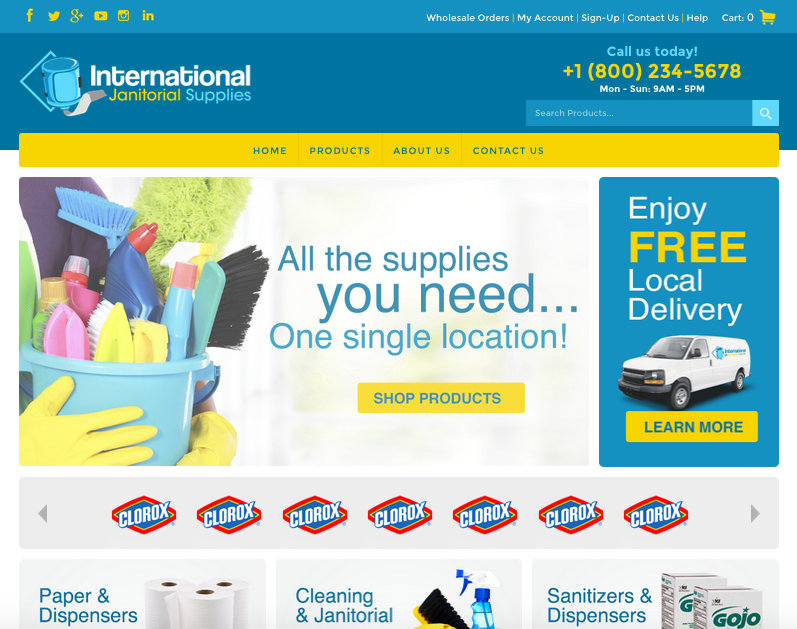 Wholesale Orders | My Account | Sign-Up | Contact Us | Help Cart: 0
International
Janitorial Supplies
Call us today!
+1 (800) 234-5678
Mon - Sun: 9AM - 5PM
Search Products...
HOME PRODUCTS ABOUT US CONTACT US
All the supplies
you need...
One single location!
SHOP PRODUCTS
Enjoy
FREE
Local
Delivery
International
LEARN MORE
CLOROX CLOROX CLOROX CLOROX CLOROX CLOROX CLOROX
Paper &
Dispensers
Cleaning
& Janitorial
Sanitizers &
Dispensers
GOJO